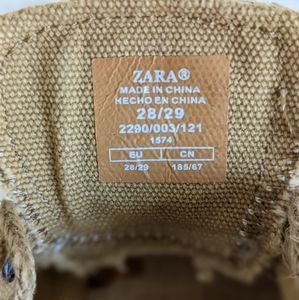 ZARA®
MADE IN CHINA
HECHO EN CHINA
28/29
2290/003/121
1574
EU CN
28/29 185/67